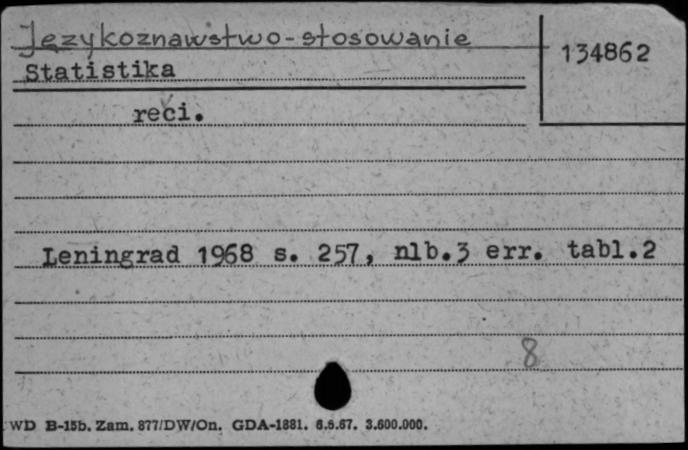 Językoznawstwo - stosowanie
134862
Statistika
reči.
Leningrad 1968 s. 257, nlb.3 err. tabl.2
8
WD B-15b. Zam. 877/DW/On. GDA-1881. 6.6.67. 3.600.000.